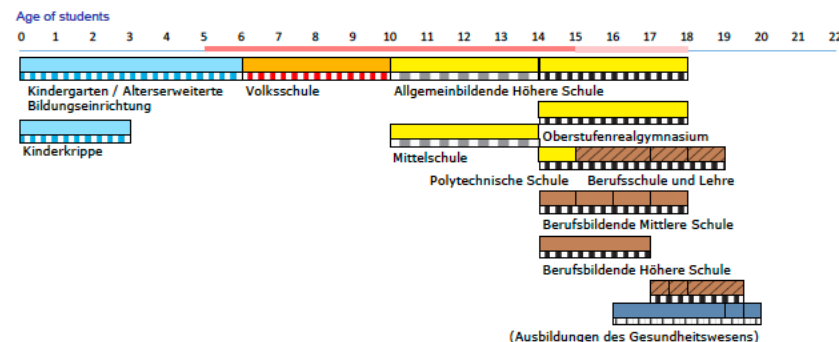 Age of students
0 1 2 3 4 5 6 7 8 9 10 11 12 13 14 15 16 17 18 19 20 21 22
Kindergarten / Alterserweiterte
Bildungseinrichtung
Volksschule
Allgemeinbildende Höhere Schule
Kinderkrippe
Oberstufenrealgymnasium
Mittelschule
Polytechnische Schule
Berufsschule und Lehre
Berufsbildende Mittlere Schule
Berufsbildende Höhere Schule
(Ausbildungen des Gesundheitswesens)